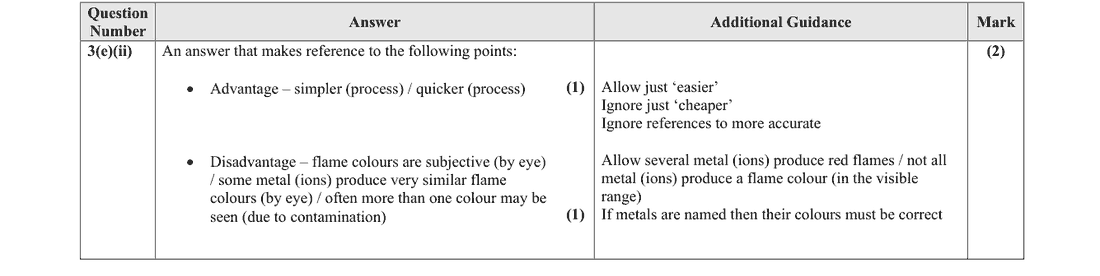 Question Number Answer Additional Guidance Mark
3(e)(ii) An answer that makes reference to the following points: (2)
• Advantage – simpler (process) / quicker (process) (1) Allow just ‘easier’
Ignore just ‘cheaper’
Ignore references to more accurate
• Disadvantage – flame colours are subjective (by eye) Allow several metal (ions) produce red flames / not all
/ some metal (ions) produce very similar flame metal (ions) produce a flame colour (in the visible
colours (by eye) / often more than one colour may be range)
seen (due to contamination) (1) If metals are named then their colours must be correct